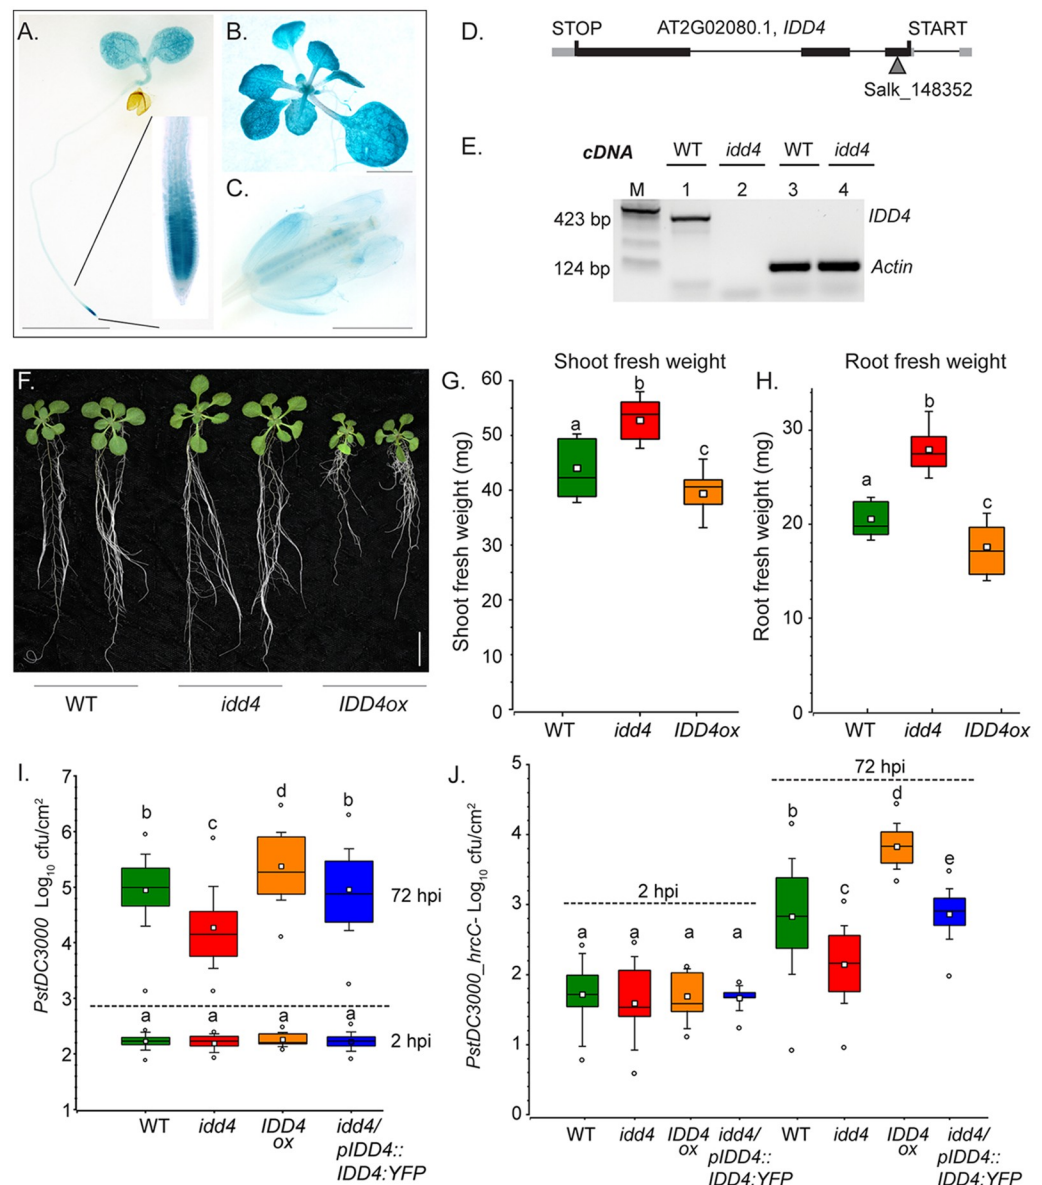 A.
B.
C.
D.
STOP AT2G02080.1, IDD4 START
Salk_148352
E.
cDNA WT idd4 WT idd4
M 1 2 3 4
423 bp IDD4
124 bp Actin
F.
WT idd4 IDD4ox
G.
Shoot fresh weight
Shoot fresh weight (mg)
60
50
40
30
20
10
0
a b c
WT idd4 IDD4ox
H.
Root fresh weight
Root fresh weight (mg)
30
20
10
0
a b c
WT idd4 IDD4ox
I.
PstDC3000 Log10 cfu/cm2
7
6
5
4
3
2
1
b c d b
72 hpi
a a a a
2 hpi
WT idd4 IDD4 idd4/
ox pIDD4::
IDD4:YFP
J.
PstDC3000_hrcC- Log10 cfu/cm2
5
4
3
2
1
0
72 hpi
b c d e
2 hpi
a a a a
WT idd4 IDD4 idd4/ WT idd4 IDD4 idd4/
ox pIDD4:: ox pIDD4::
IDD4:YFP IDD4:YFP